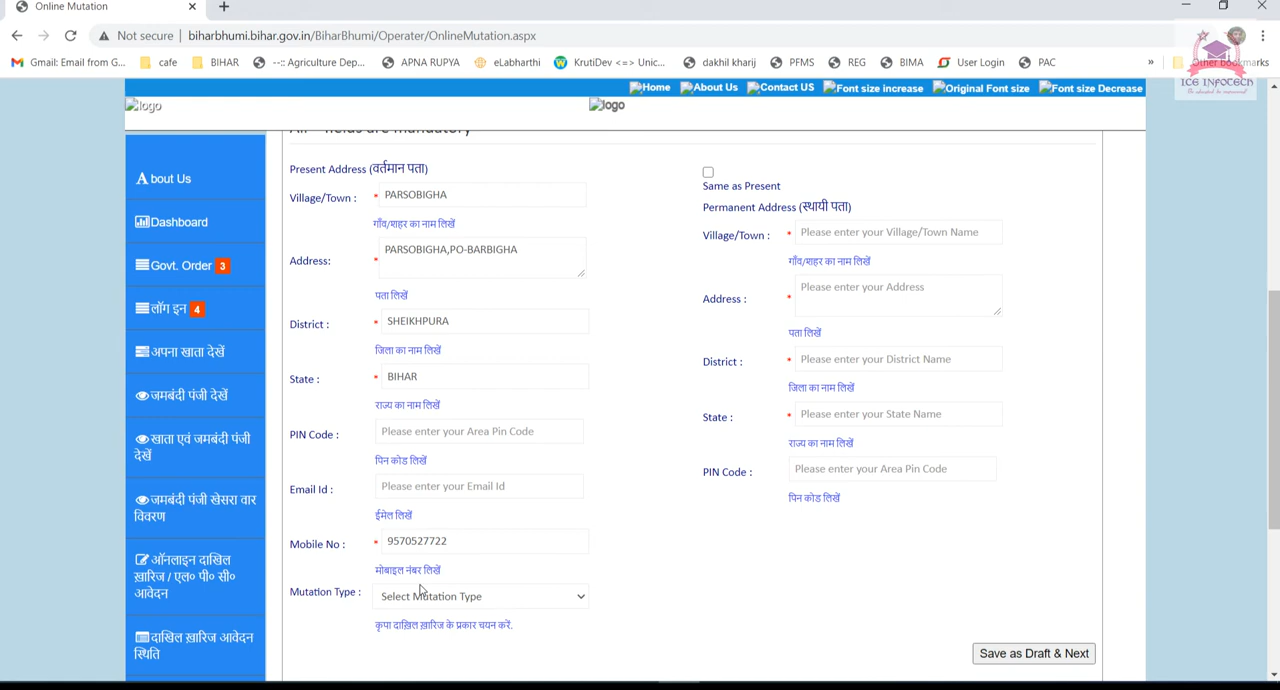 Online Mutation
Not secure | biharbhumi.bihar.gov.in/BiharBhumi/Operater/OnlineMutation.aspx
Gmail: Email from G...
cafe
BIHAR
--:: Agriculture Dep...
APNA RUPYA
eLabharthi
KrutiDev <=> Unic...
dakhil kharij
PFMS
REG
BIMA
User Login
PAC
»
Other bookmarks
ICE INFOTECH
Home
About Us
Contact US
Font size increase
Original Font size
Font size Decrease
logo
logo
About Us
Dashboard
Govt. Order 3
लॉग इन 4
अपना खाता देखें
जमबंदी पंजी देखें
खाता एवं जमबंदी पंजी
देखें
जमबंदी पंजी खेसरा वार
विवरण
ऑनलाइन दाखिल
ख़ारिज / एल० पी० सी०
आवेदन
दाखिल ख़ारिज आवेदन
स्थिति
All * fields are mandatory
Present Address (वर्तमान पता)
Village/Town : * PARSOBIGHA
गाँव/शहर का नाम लिखें
Address: * PARSOBIGHA,PO-BARBIGHA
पता लिखें
District : * SHEIKHPURA
जिला का नाम लिखें
State : * BIHAR
राज्य का नाम लिखें
PIN Code : Please enter your Area Pin Code
पिन कोड लिखें
Email Id : Please enter your Email Id
ईमेल लिखें
Mobile No : * 9570527722
मोबाइल नंबर लिखें
Mutation Type : Select Mutation Type
कृपा दाख़िल ख़ारिज के प्रकार चयन करें.
Same as Present
Permanent Address (स्थायी पता)
Village/Town : * Please enter your Village/Town Name
गाँव/शहर का नाम लिखें
Address : * Please enter your Address
पता लिखें
District : * Please enter your District Name
जिला का नाम लिखें
State : * Please enter your State Name
राज्य का नाम लिखें
PIN Code : Please enter your Area Pin Code
पिन कोड लिखें
Save as Draft & Next